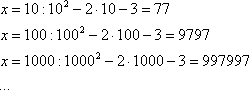 x = 10 : 10² − 2 · 10 − 3 = 77
x = 100 : 100² − 2 · 100 − 3 = 9797
x = 1000 : 1000² − 2 · 1000 − 3 = 997997
...